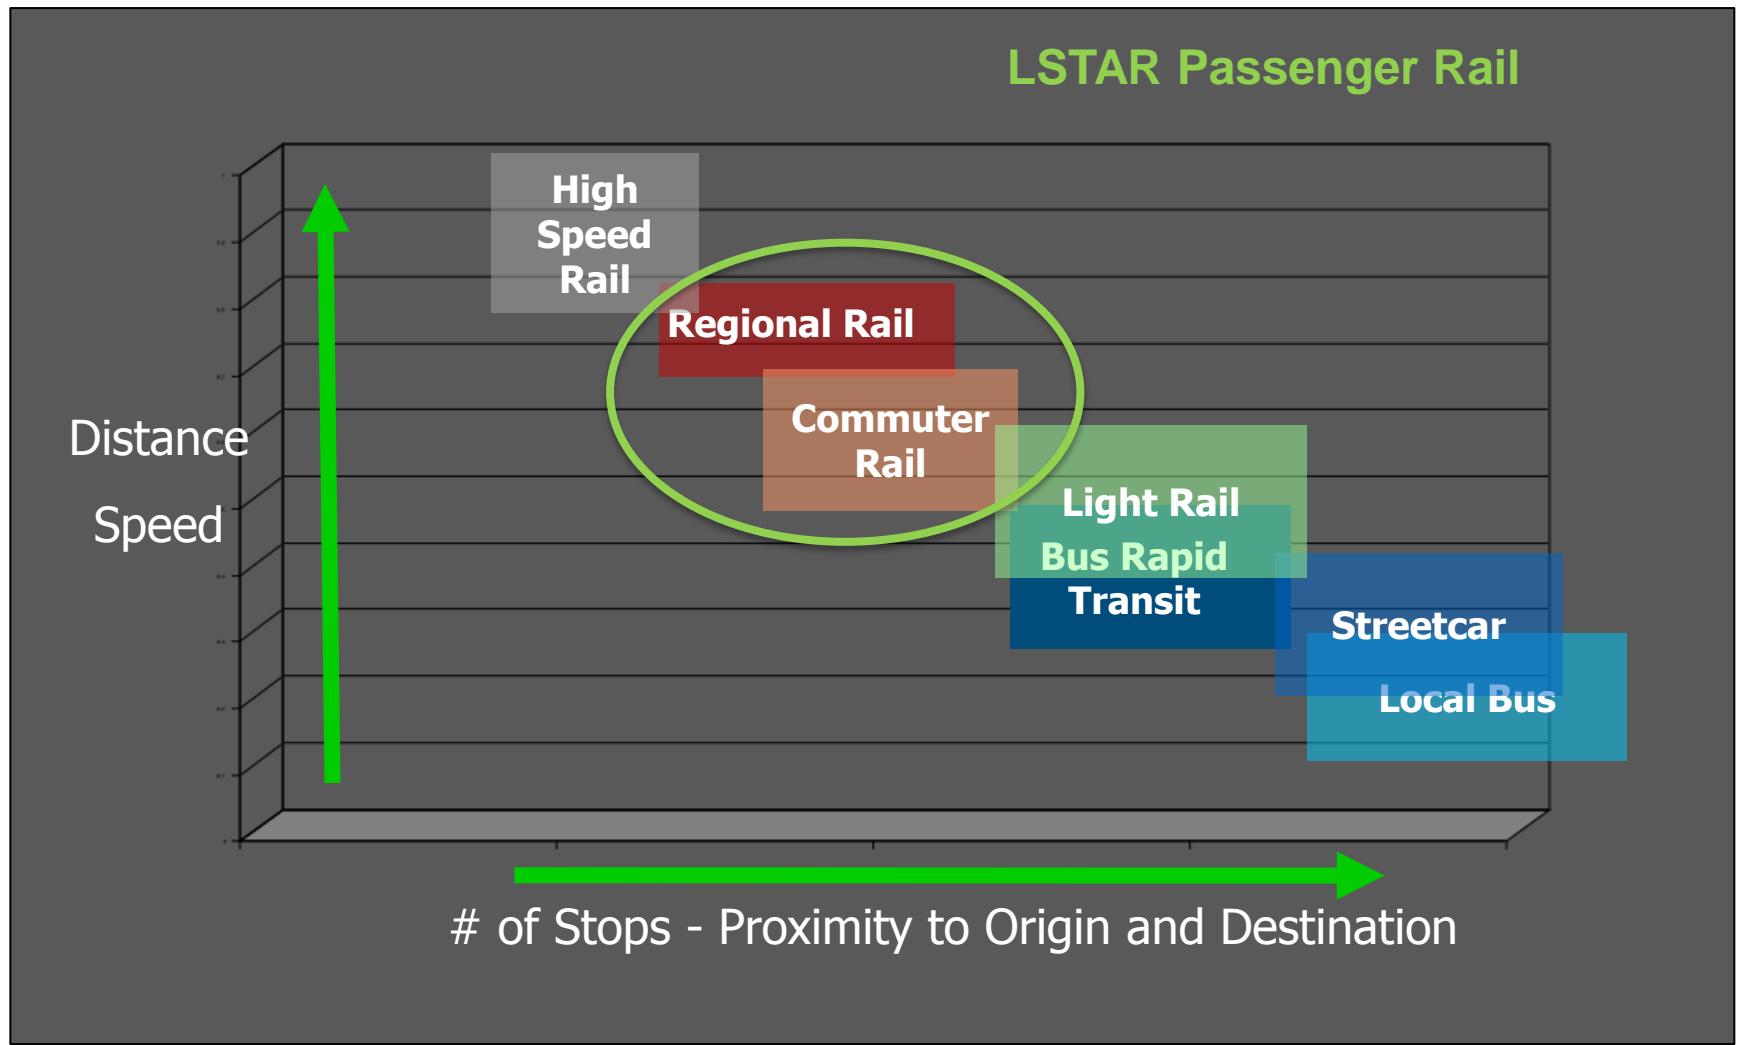 LSTAR Passenger Rail
High
Speed
Rail
Regional Rail
Commuter
Rail
Distance
Speed
Light Rail
Bus Rapid
Transit
Streetcar
Local Bus
# of Stops - Proximity to Origin and Destination